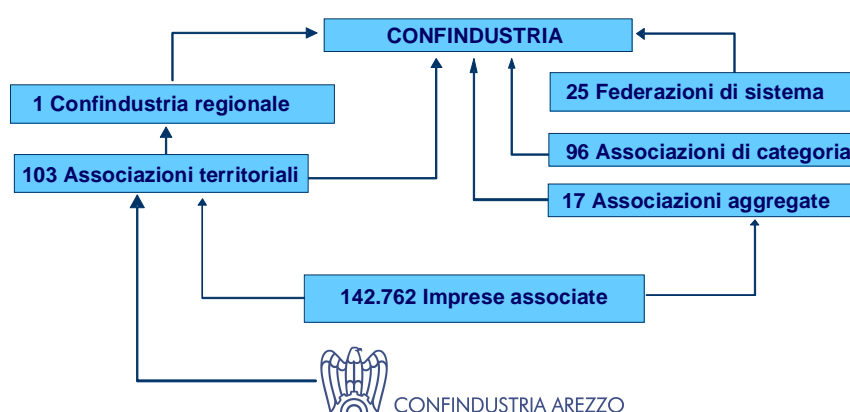 CONFINDUSTRIA
1 Confindustria regionale
25 Federazioni di sistema
96 Associazioni di categoria
103 Associazioni territoriali
17 Associazioni aggregate
142.762 Imprese associate
CONFINDUSTRIA AREZZO